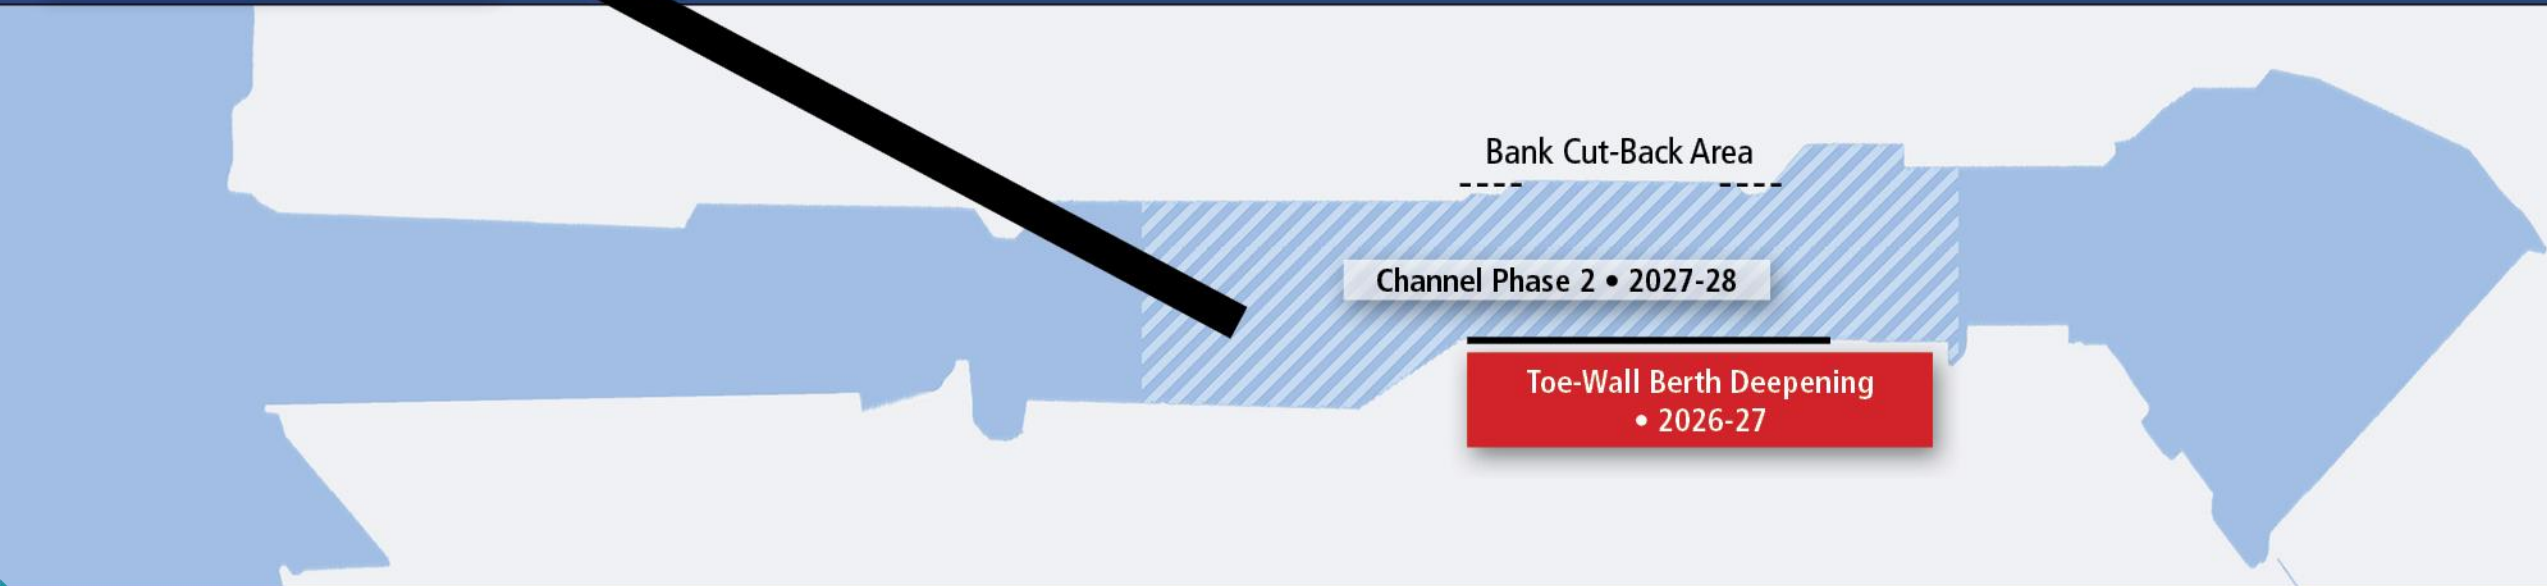 Bank Cut-Back Area
Channel Phase 2 • 2027-28
Toe-Wall Berth Deepening
• 2026-27